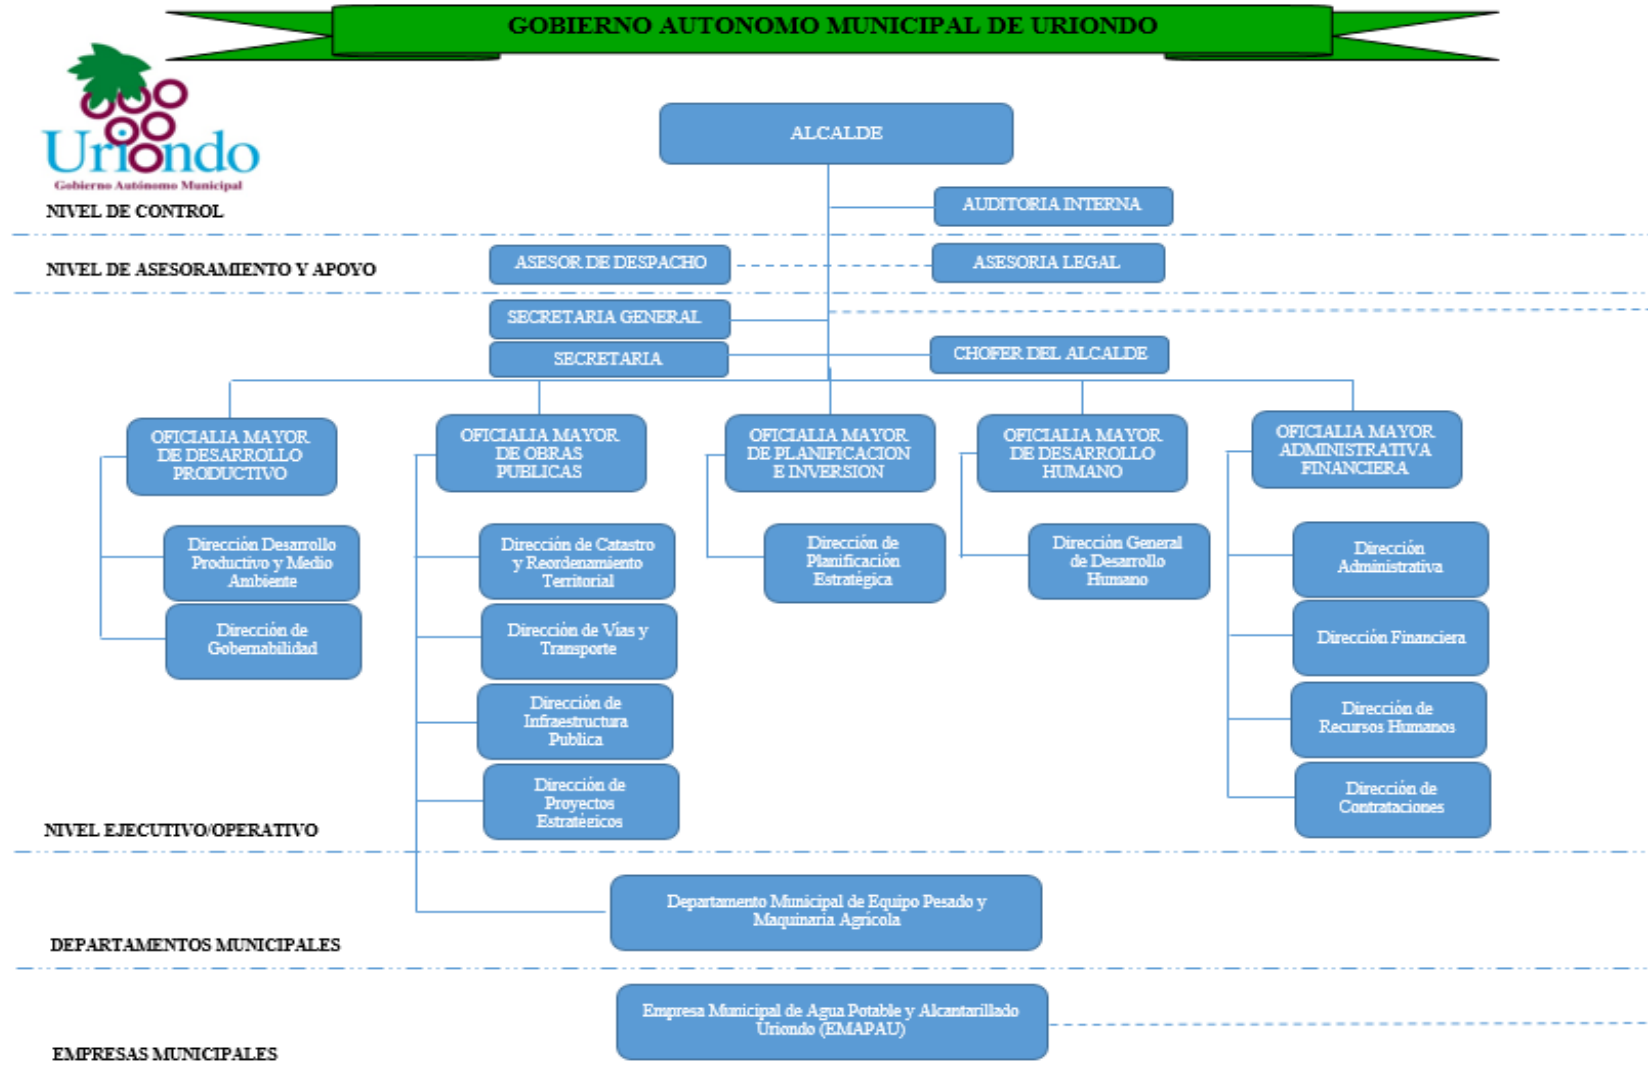 GOBIERNO AUTONOMO MUNICIPAL DE URIONDO
Uriondo
Gobierno Autónomo Municipal
ALCALDE
NIVEL DE CONTROL
AUDITORIA INTERNA
NIVEL DE ASESORAMIENTO Y APOYO
ASESOR DE DESPACHO
ASESORIA LEGAL
SECRETARIA GENERAL
SECRETARIA
CHOFER DEL ALCALDE
OFICIALIA MAYOR
DE DESARROLLO
PRODUCTIVO
OFICIALIA MAYOR
DE OBRAS
PUBLICAS
OFICIALIA MAYOR
DE PLANIFICACION
E INVERSION
OFICIALIA MAYOR
DE DESARROLLO
HUMANO
OFICIALIA MAYOR
ADMINISTRATIVA
FINANCIERA
Dirección Desarrollo
Productivo y Medio
Ambiente
Dirección de
Gobernabilidad
Dirección de Catastro
y Reordenamiento
Territorial
Dirección de Vías y
Transporte
Dirección de
Infraestructura
Publica
Dirección de
Proyectos
Estratégicos
Dirección de
Planificación
Estratégica
Dirección General
de Desarrollo
Humano
Dirección
Administrativa
Dirección Financiera
Dirección de
Recursos Humanos
Dirección de
Contrataciones
NIVEL EJECUTIVO/OPERATIVO
Departamento Municipal de Equipo Pesado y
Maquinaria Agrícola
DEPARTAMENTOS MUNICIPALES
Empresa Municipal de Agua Potable y Alcantarillado
Uriondo (EMAPAU)
EMPRESAS MUNICIPALES